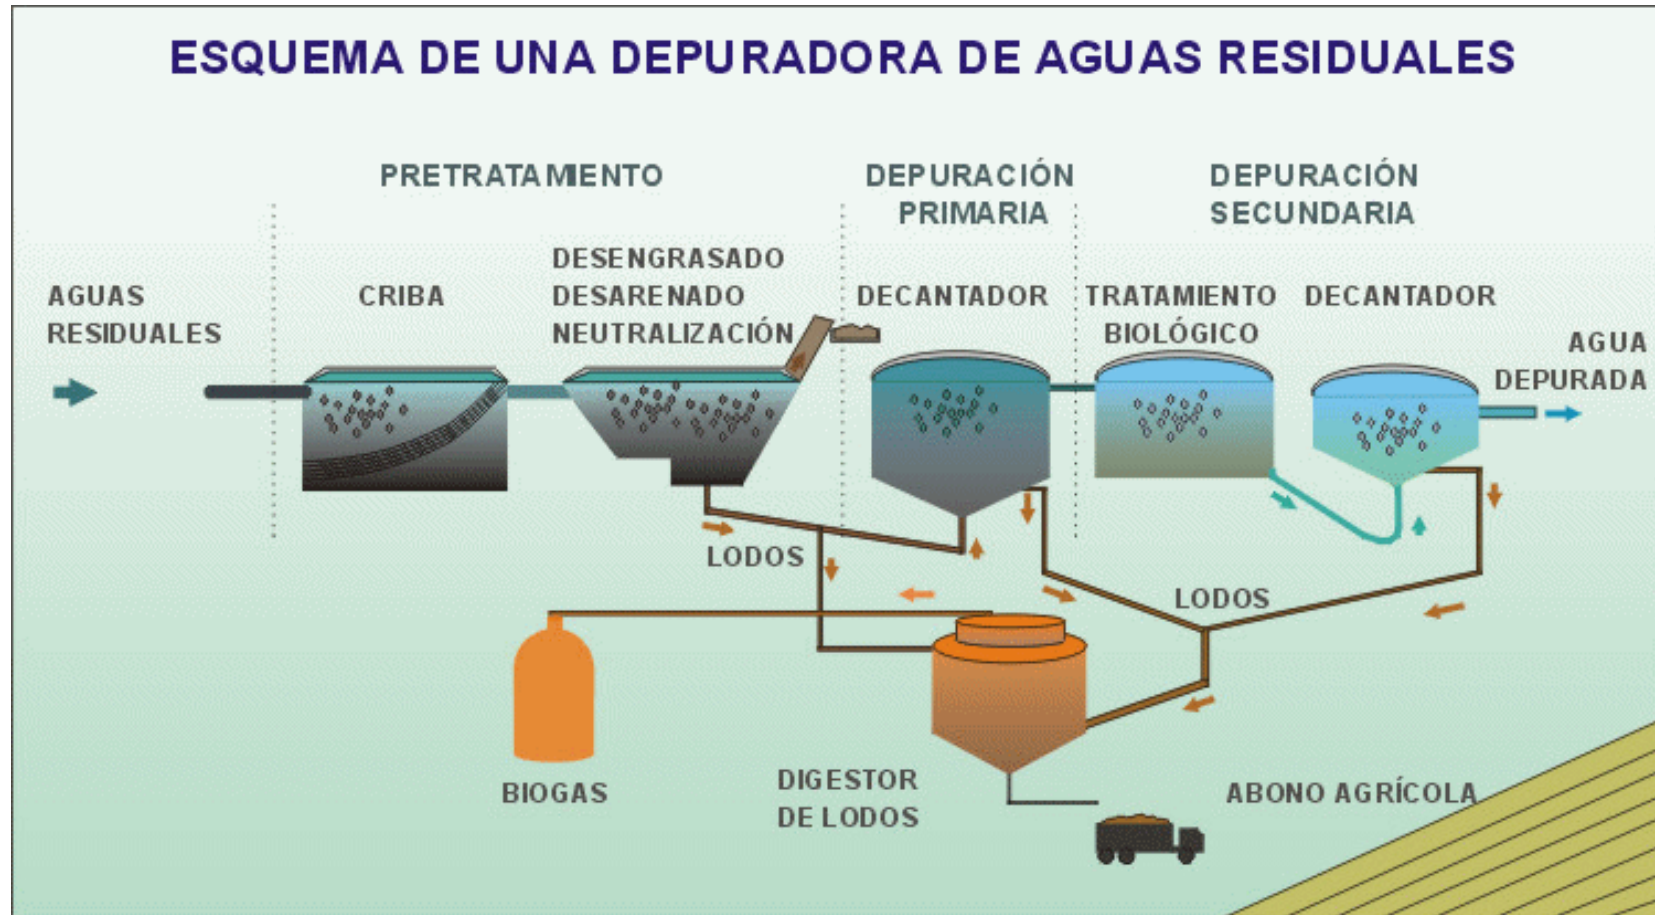 ESQUEMA DE UNA DEPURADORA DE AGUAS RESIDUALES
PRETRATAMIENTO
DEPURACIÓN
PRIMARIA
DEPURACIÓN
SECUNDARIA
AGUAS
RESIDUALES
CRIBA
DESENGRASADO
DESARENADO
NEUTRALIZACIÓN
DECANTADOR
TRATAMIENTO
BIOLÓGICO
DECANTADOR
AGUA
DEPURADA
LODOS
LODOS
BIOGAS
DIGESTOR
DE LODOS
ABONO AGRÍCOLA